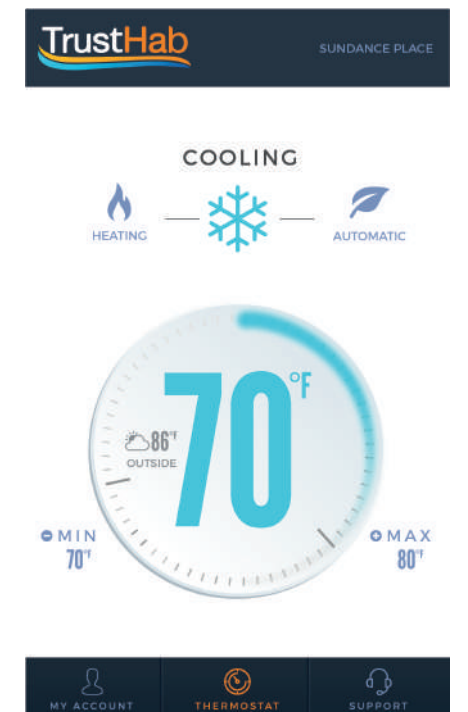 TrustHab
SUNDANCE PLACE
COOLING
HEATING
AUTOMATIC
70°F
86°F
OUTSIDE
MIN
70°F
MAX
80°F
MY ACCOUNT
THERMOSTAT
SUPPORT